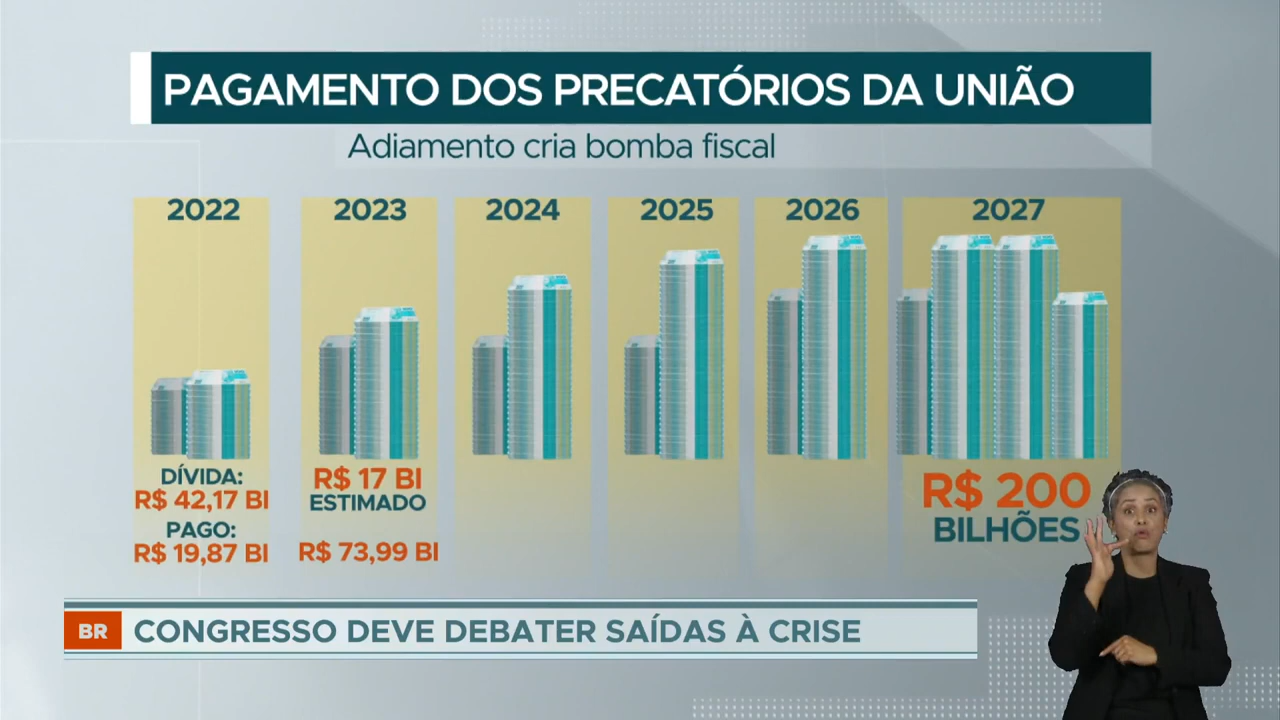 PAGAMENTO DOS PRECATÓRIOS DA UNIÃO
Adiamento cria bomba fiscal
2022
2023
2024
2025
2026
2027
DÍVIDA:
R$ 42,17 BI
PAGO:
R$ 19,87 BI
R$ 17 BI
ESTIMADO
R$ 73,99 BI
R$ 200
BILHÕES
BR
CONGRESSO DEVE DEBATER SAÍDAS À CRISE